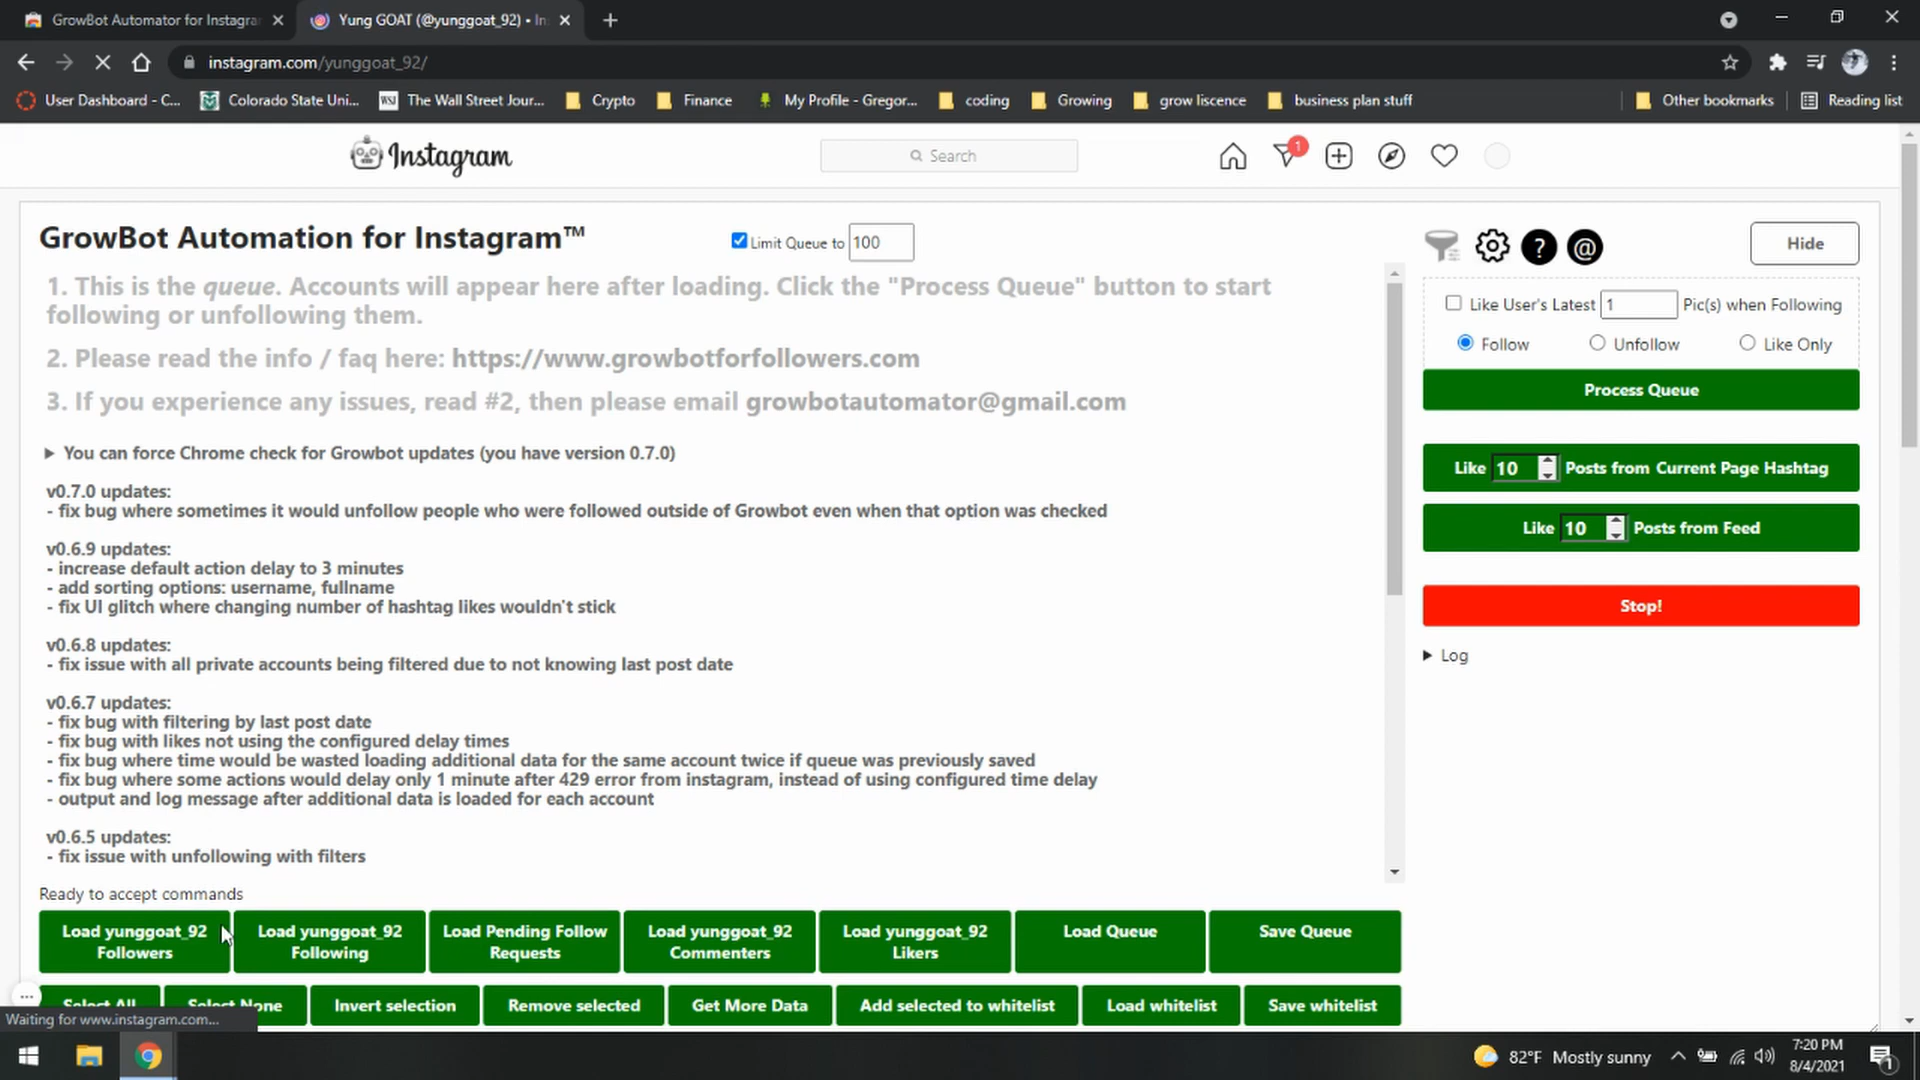 GrowBot Automator for Instagra
Yung GOAT (@yunggoat_92) • In
instagram.com/yunggoat_92/
User Dashboard - C...
Colorado State Uni...
WSJ
The Wall Street Jour...
Crypto
Finance
My Profile - Gregor...
coding
Growing
grow liscence
business plan stuff
Other bookmarks
Reading list
Instagram
Search
1
GrowBot Automation for Instagram™
Limit Queue to 100
?
@
Hide
1. This is the queue. Accounts will appear here after loading. Click the "Process Queue" button to start
following or unfollowing them.
2. Please read the info / faq here: https://www.growbotforfollowers.com
3. If you experience any issues, read #2, then please email growbotautomator@gmail.com
Like User's Latest 1 Pic(s) when Following
Follow
Unfollow
Like Only
Process Queue
Like 10 Posts from Current Page Hashtag
Like 10 Posts from Feed
Stop!
Log
You can force Chrome check for Growbot updates (you have version 0.7.0)
v0.7.0 updates:
- fix bug where sometimes it would unfollow people who were followed outside of Growbot even when that option was checked
v0.6.9 updates:
- increase default action delay to 3 minutes
- add sorting options: username, fullname
- fix UI glitch where changing number of hashtag likes wouldn't stick
v0.6.8 updates:
- fix issue with all private accounts being filtered due to not knowing last post date
v0.6.7 updates:
- fix bug with filtering by last post date
- fix bug with likes not using the configured delay times
- fix bug where time would be wasted loading additional data for the same account twice if queue was previously saved
- fix bug where some actions would delay only 1 minute after 429 error from instagram, instead of using configured time delay
- output and log message after additional data is loaded for each account
v0.6.5 updates:
- fix issue with unfollowing with filters
Ready to accept commands
Load yunggoat_92
Followers
Load yunggoat_92
Following
Load Pending Follow
Requests
Load yunggoat_92
Commenters
Load yunggoat_92
Likers
Load Queue
Save Queue
Select All
Select None
Invert selection
Remove selected
Get More Data
Add selected to whitelist
Load whitelist
Save whitelist
Waiting for www.instagram.com...
82°F Mostly sunny
7:20 PM
8/4/2021
1